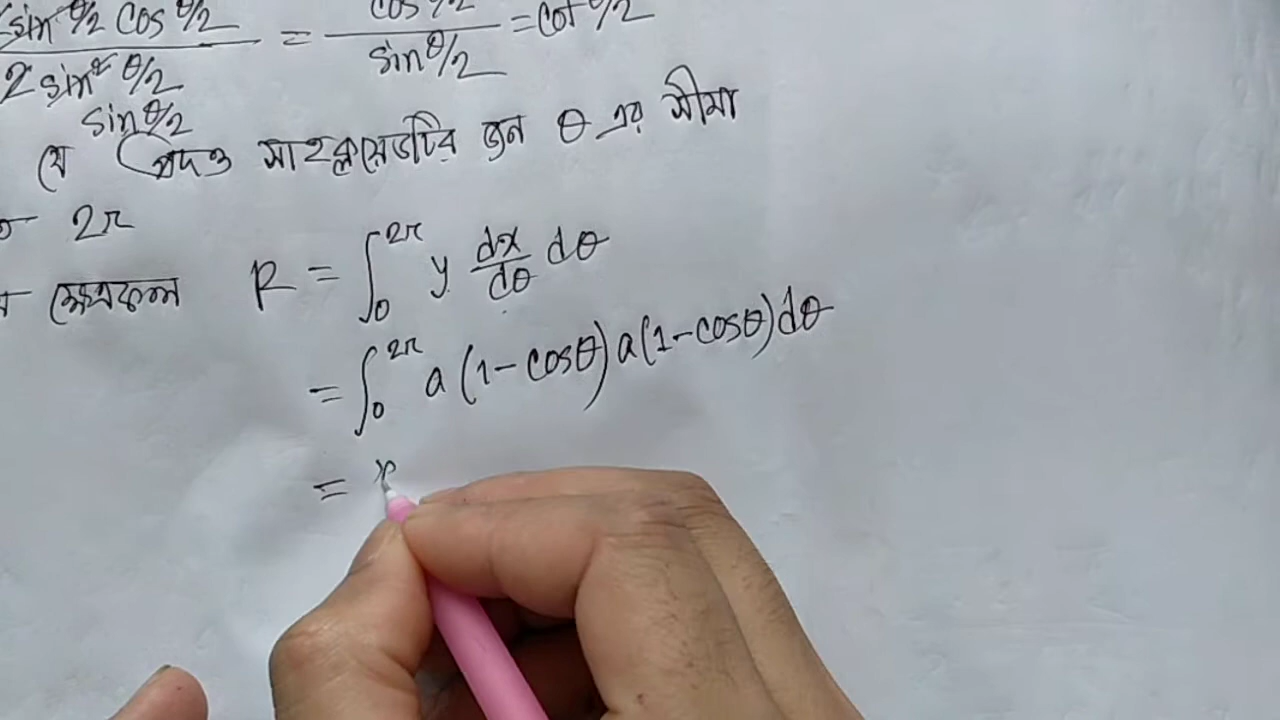 sin θ/2 cos θ/2 / 2 sin² θ/2 = cos θ/2 / sin θ/2 = cot θ/2
sin θ/2
যে প্রদত্ত সাইক্লয়েডটির জন্য θ এর সীমা
2π
ক্ষেত্রফল R = ∫₀^2π y dx/dθ dθ
= ∫₀^2π a (1 - cosθ) a (1 - cosθ) dθ
=